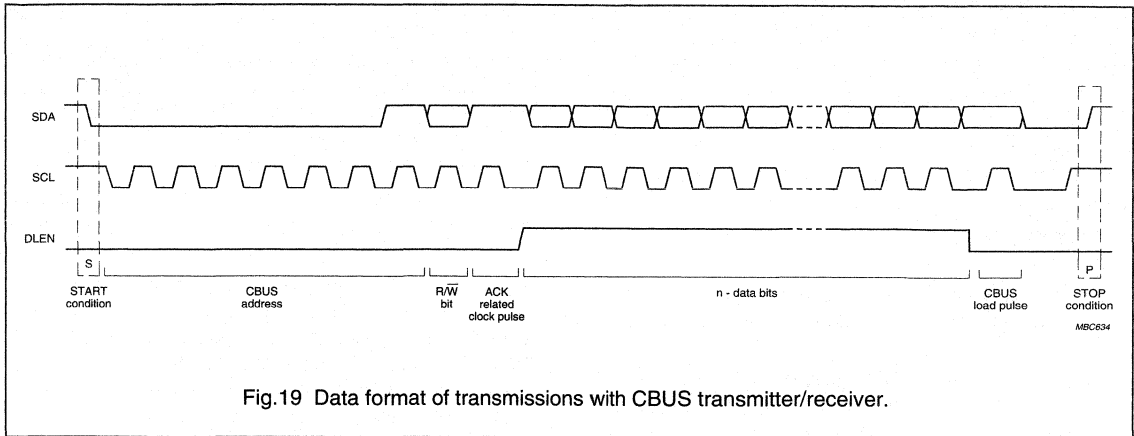 SDA
SCL
DLEN
S
P
START
condition
CBUS
address
R/W̅
bit
ACK
related
clock pulse
n - data bits
CBUS
load pulse
STOP
condition
MBC634
Fig.19 Data format of transmissions with CBUS transmitter/receiver.